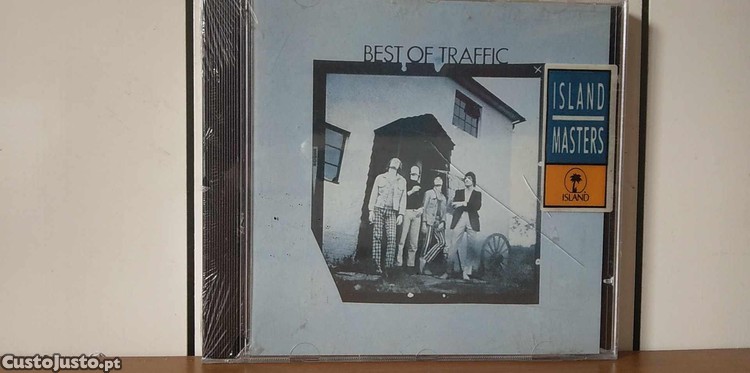 BEST OF TRAFFIC
ISLAND
MASTERS
ISLAND
CustoJusto.pt